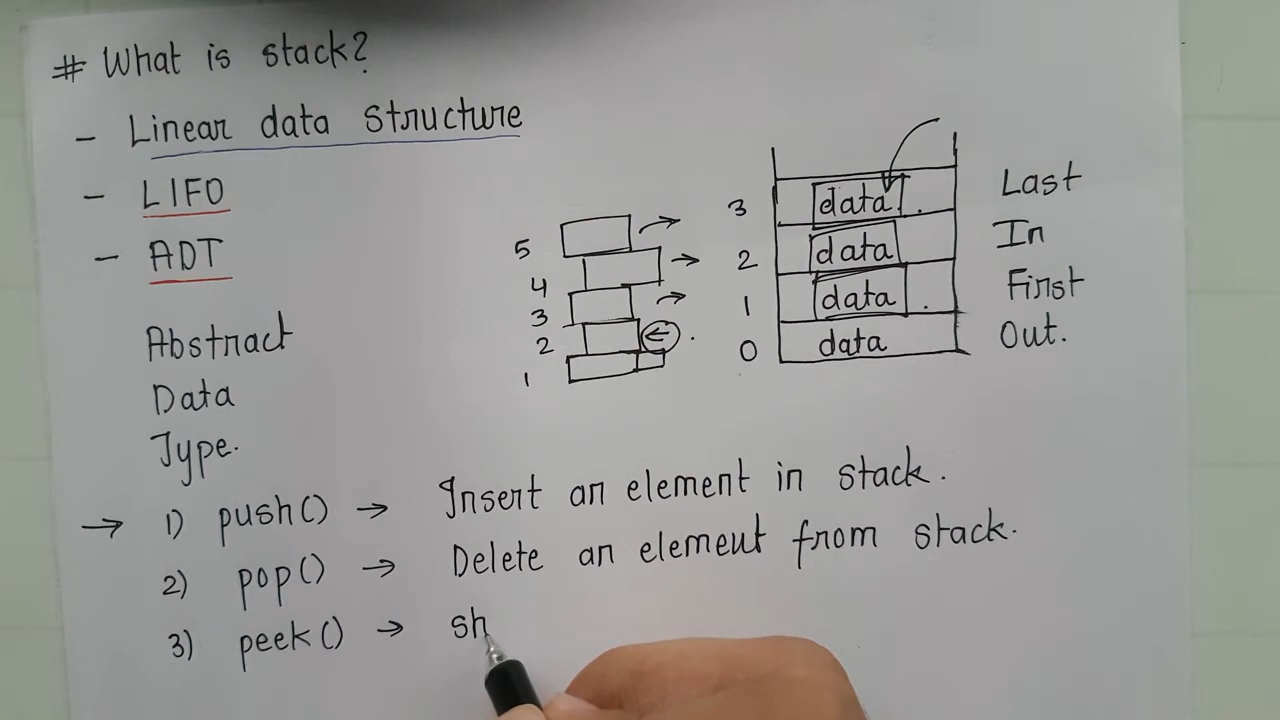 # What is stack?
- Linear data structure
- LIFO
- ADT
Abstract
Data
Type.
5
4
3
2
1
3 data . Last
2 data In
1 data . First
0 data Out.
→ 1) push() → Insert an element in stack.
2) pop() → Delete an element from stack.
3) peek() → sh